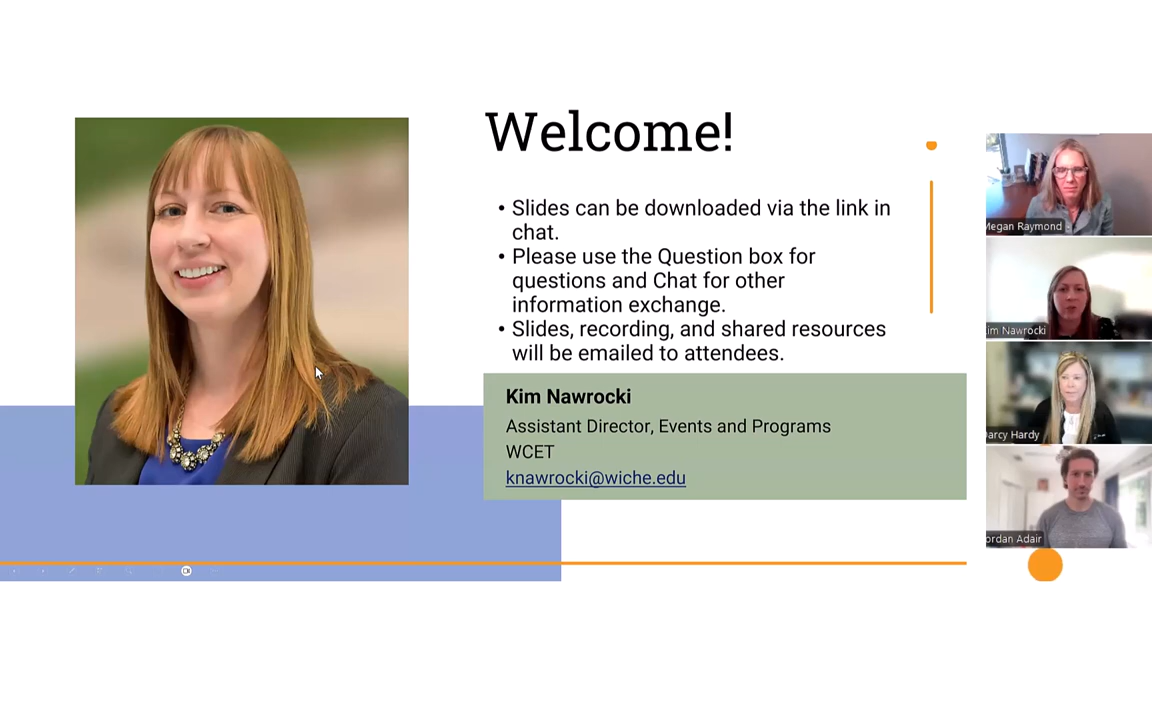 Welcome!
• Slides can be downloaded via the link in
chat.
• Please use the Question box for
questions and Chat for other
information exchange.
• Slides, recording, and shared resources
will be emailed to attendees.
Kim Nawrocki
Assistant Director, Events and Programs
WCET
knawrocki@wiche.edu
Megan Raymond
im Nawrocki
arcy Hardy
ordan Adair